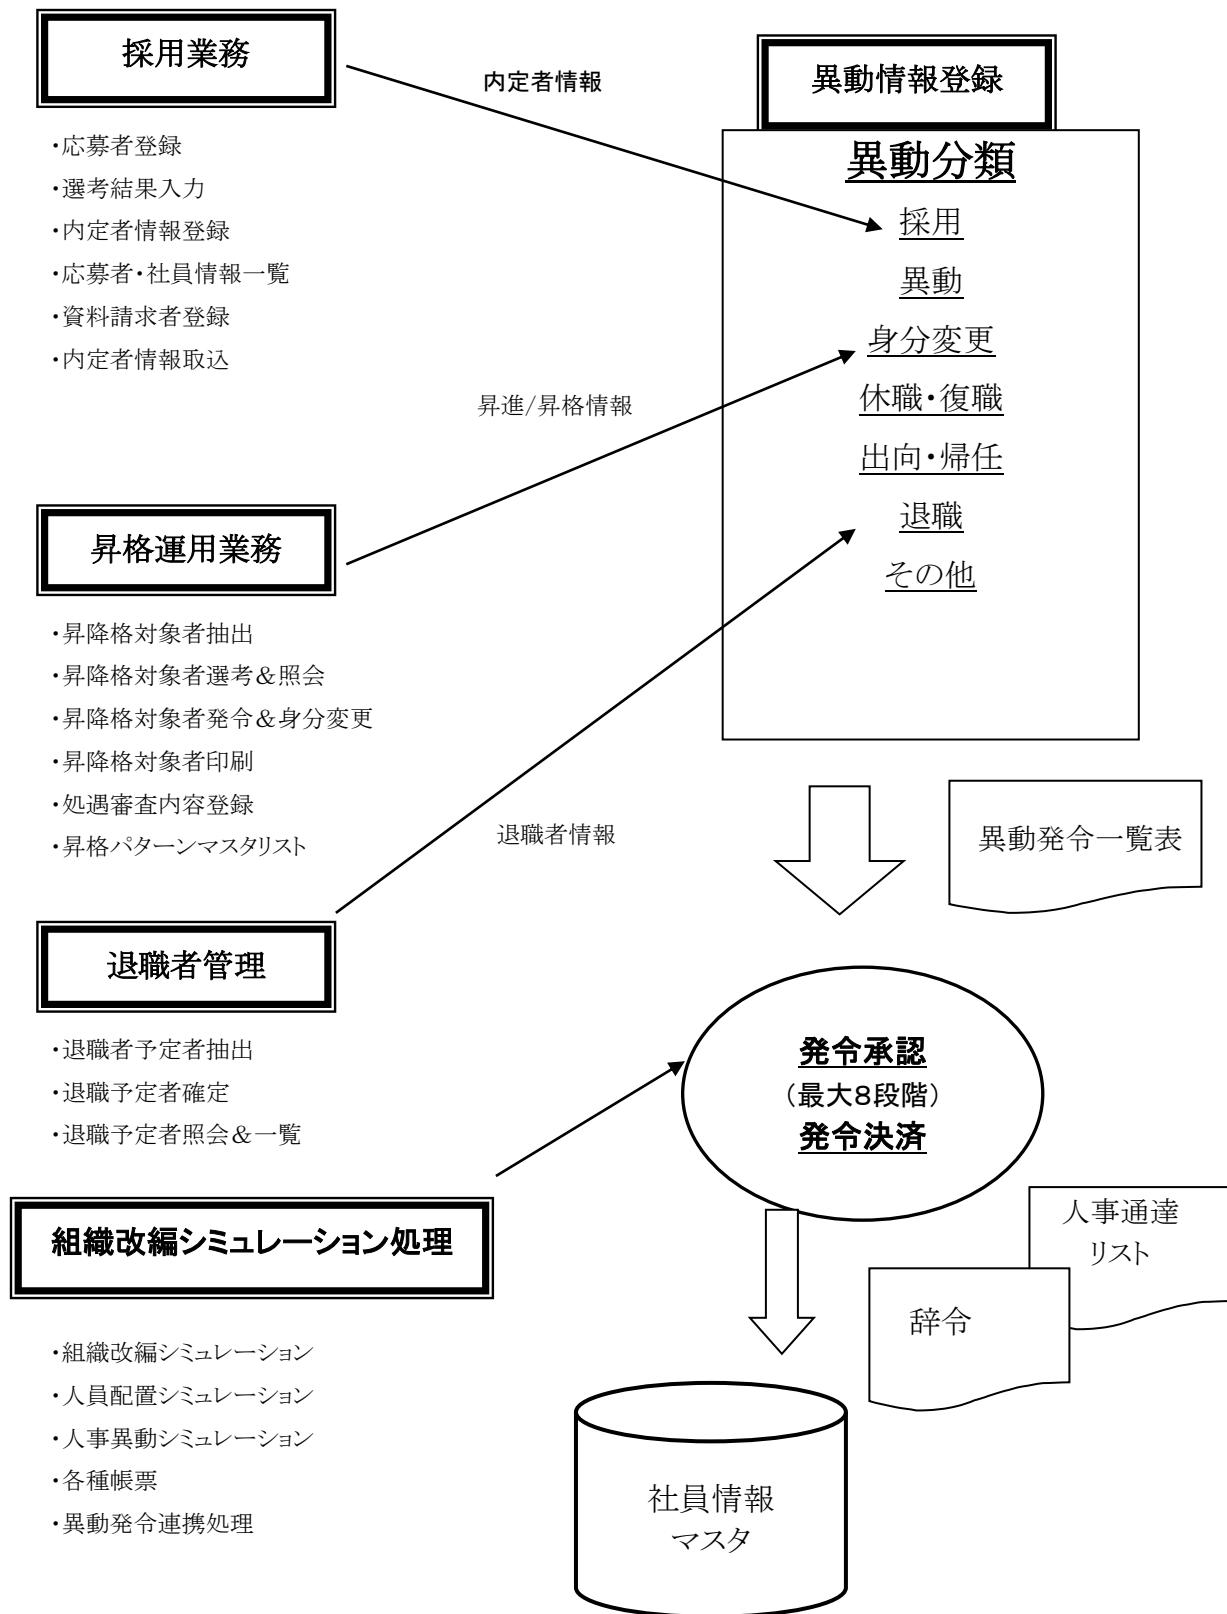 採用業務
・応募者登録
・選考結果入力
・内定者情報登録
・応募者・社員情報一覧
・資料請求者登録
・内定者情報取込
内定者情報
異動情報登録
異動分類
採用
異動
身分変更
休職・復職
出向・帰任
退職
その他
昇進/昇格情報
昇格運用業務
・昇降格対象者抽出
・昇降格対象者選考＆照会
・昇降格対象者発令＆身分変更
・昇降格対象者印刷
・処遇審査内容登録
・昇格パターンマスタリスト
退職者情報
異動発令一覧表
退職者管理
・退職者予定者抽出
・退職予定者確定
・退職予定者照会＆一覧
発令承認
（最大8段階）
発令決済
組織改編シミュレーション処理
・組織改編シミュレーション
・人員配置シミュレーション
・人事異動シミュレーション
・各種帳票
・異動発令連携処理
人事通達
リスト
辞令
社員情報
マスタ